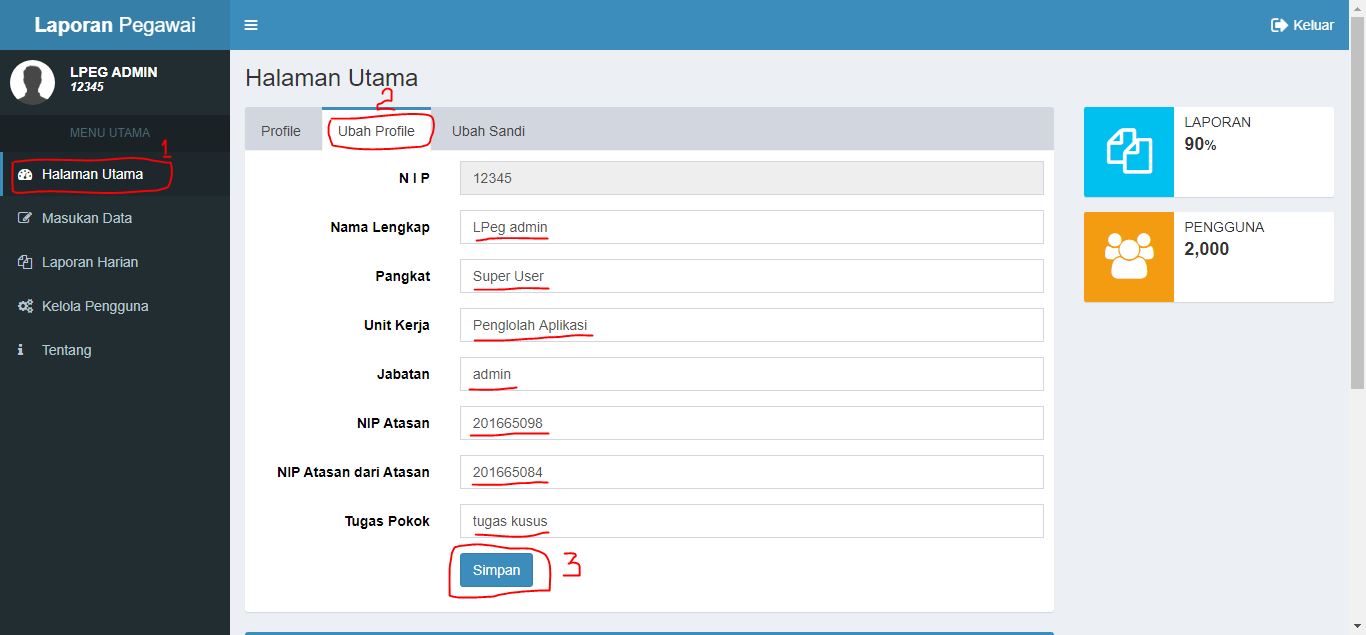 Laporan Pegawai
Keluar
LPEG ADMIN
12345
MENU UTAMA
1
Halaman Utama
Masukan Data
Laporan Harian
Kelola Pengguna
Tentang
Halaman Utama
2
Profile Ubah Profile Ubah Sandi
N I P 12345
Nama Lengkap LPeg admin
Pangkat Super User
Unit Kerja Penglolah Aplikasi
Jabatan admin
NIP Atasan 201665098
NIP Atasan dari Atasan 201665084
Tugas Pokok tugas kusus
Simpan 3
LAPORAN
90%
PENGGUNA
2,000